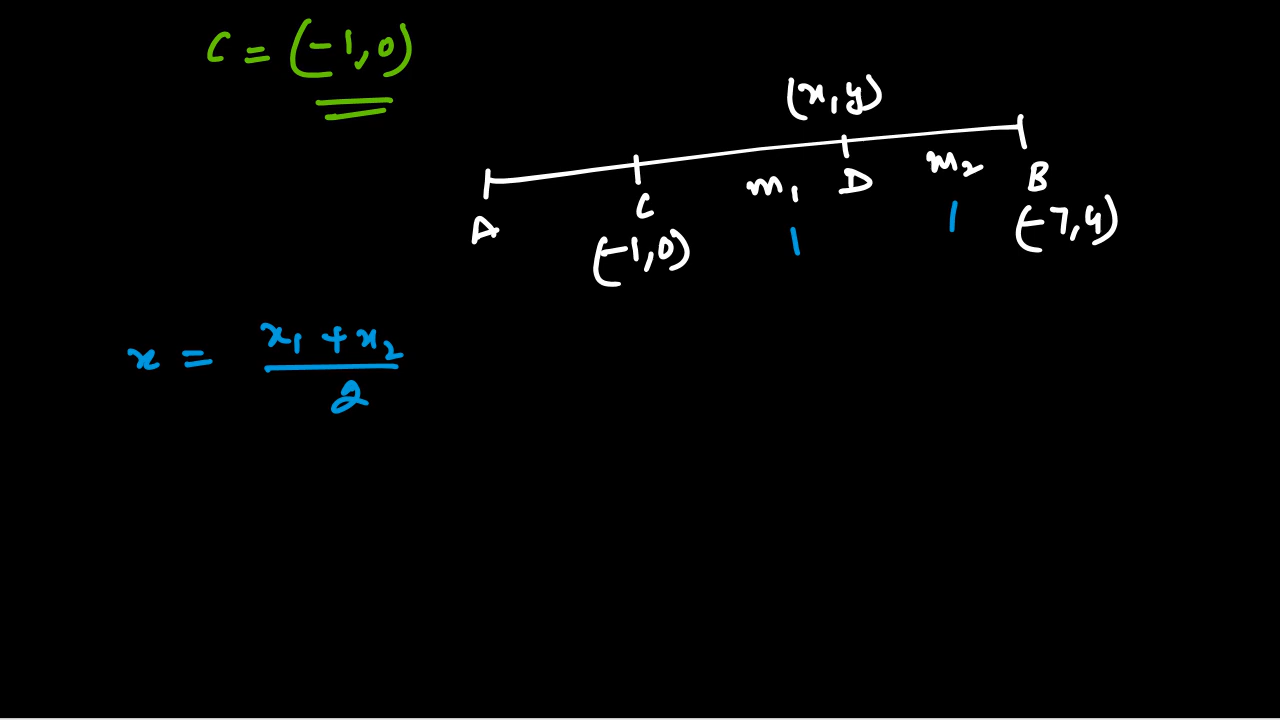 C = (-1,0)
(x,y)
A
C
m₁
D
m₂
B
(-1,0)
1
1
(-7,4)
x = x₁ + x₂
2